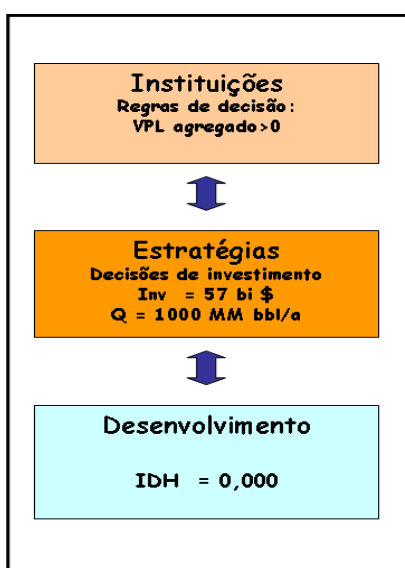 Instituições
Regras de decisão:
VPL agregado>0
Estratégias
Decisões de investimento
Inv = 57 bi $
Q = 1000 MM bbl/a
Desenvolvimento
IDH = 0,000